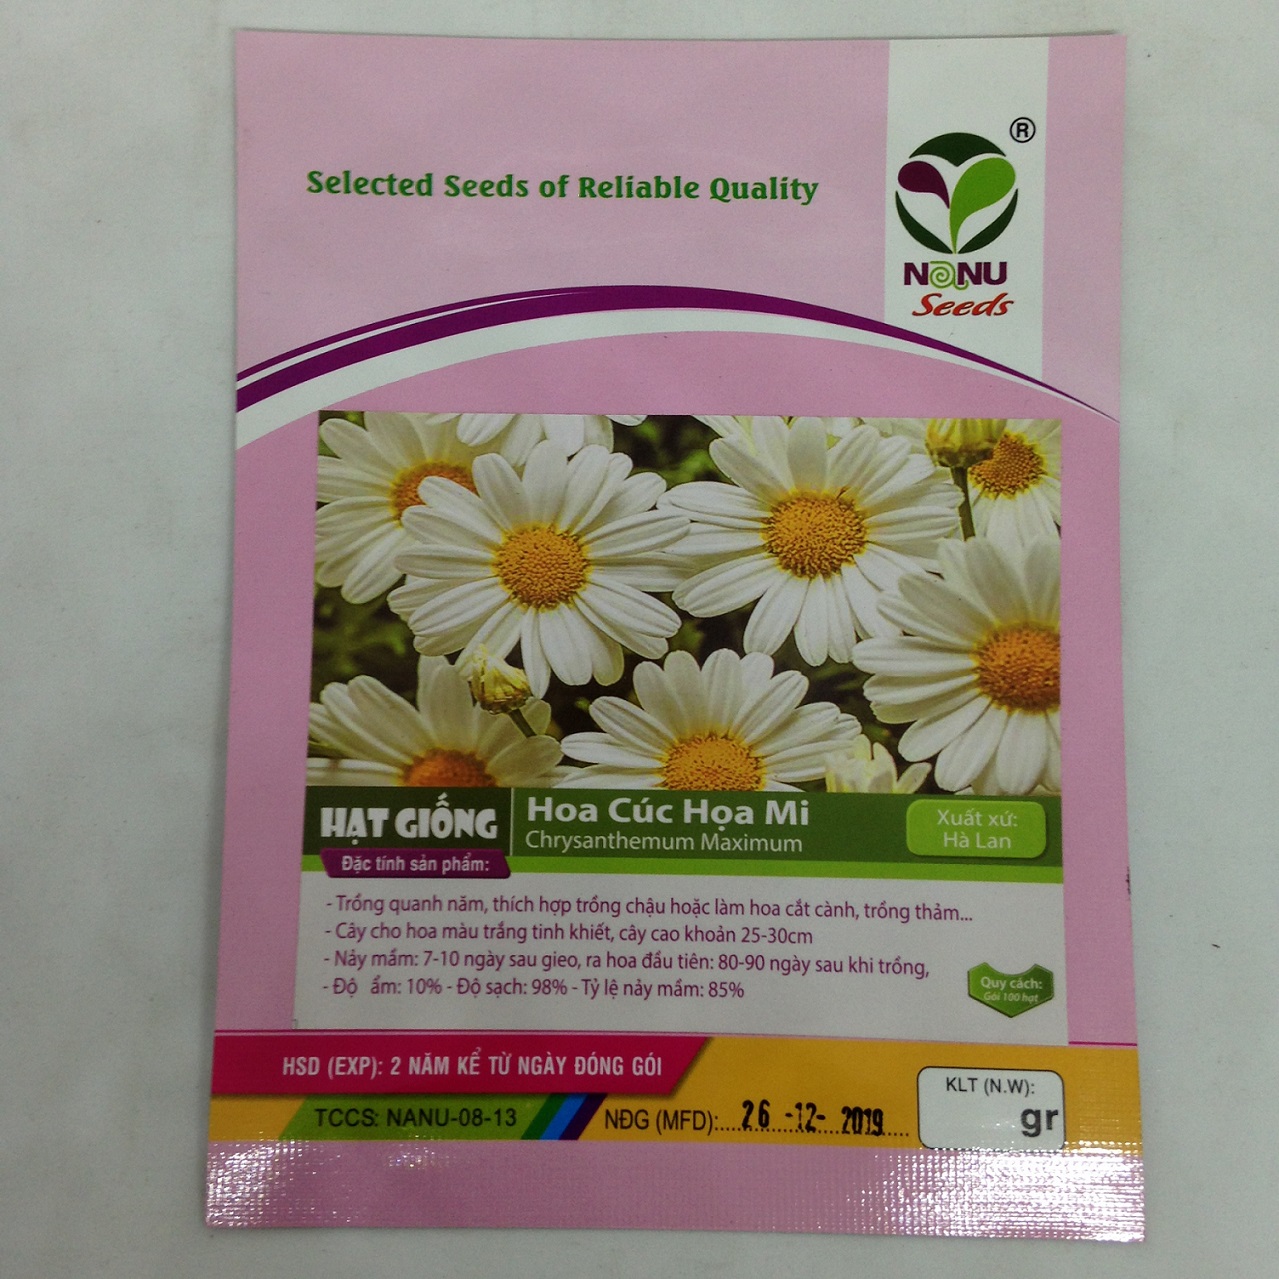 Selected Seeds of Reliable Quality
®
NaNU
Seeds
HẠT GIỐNG
Hoa Cúc Họa Mi
Chrysanthemum Maximum
Xuất xứ:
Hà Lan
Đặc tính sản phẩm:
- Trồng quanh năm, thích hợp trồng chậu hoặc làm hoa cắt cành, trồng thảm...
- Cây cho hoa màu trắng tinh khiết, cây cao khoản 25-30cm
- Nảy mầm: 7-10 ngày sau gieo, ra hoa đầu tiên: 80-90 ngày sau khi trồng,
- Độ ẩm: 10% - Độ sạch: 98% - Tỷ lệ nảy mầm: 85%
Quy cách:
Gói 100 hạt
HSD (EXP): 2 NĂM KỂ TỪ NGÀY ĐÓNG GÓI
TCCS: NANU-08-13
NĐG (MFD):....26 -12- 2019....
KLT (N.W):
gr